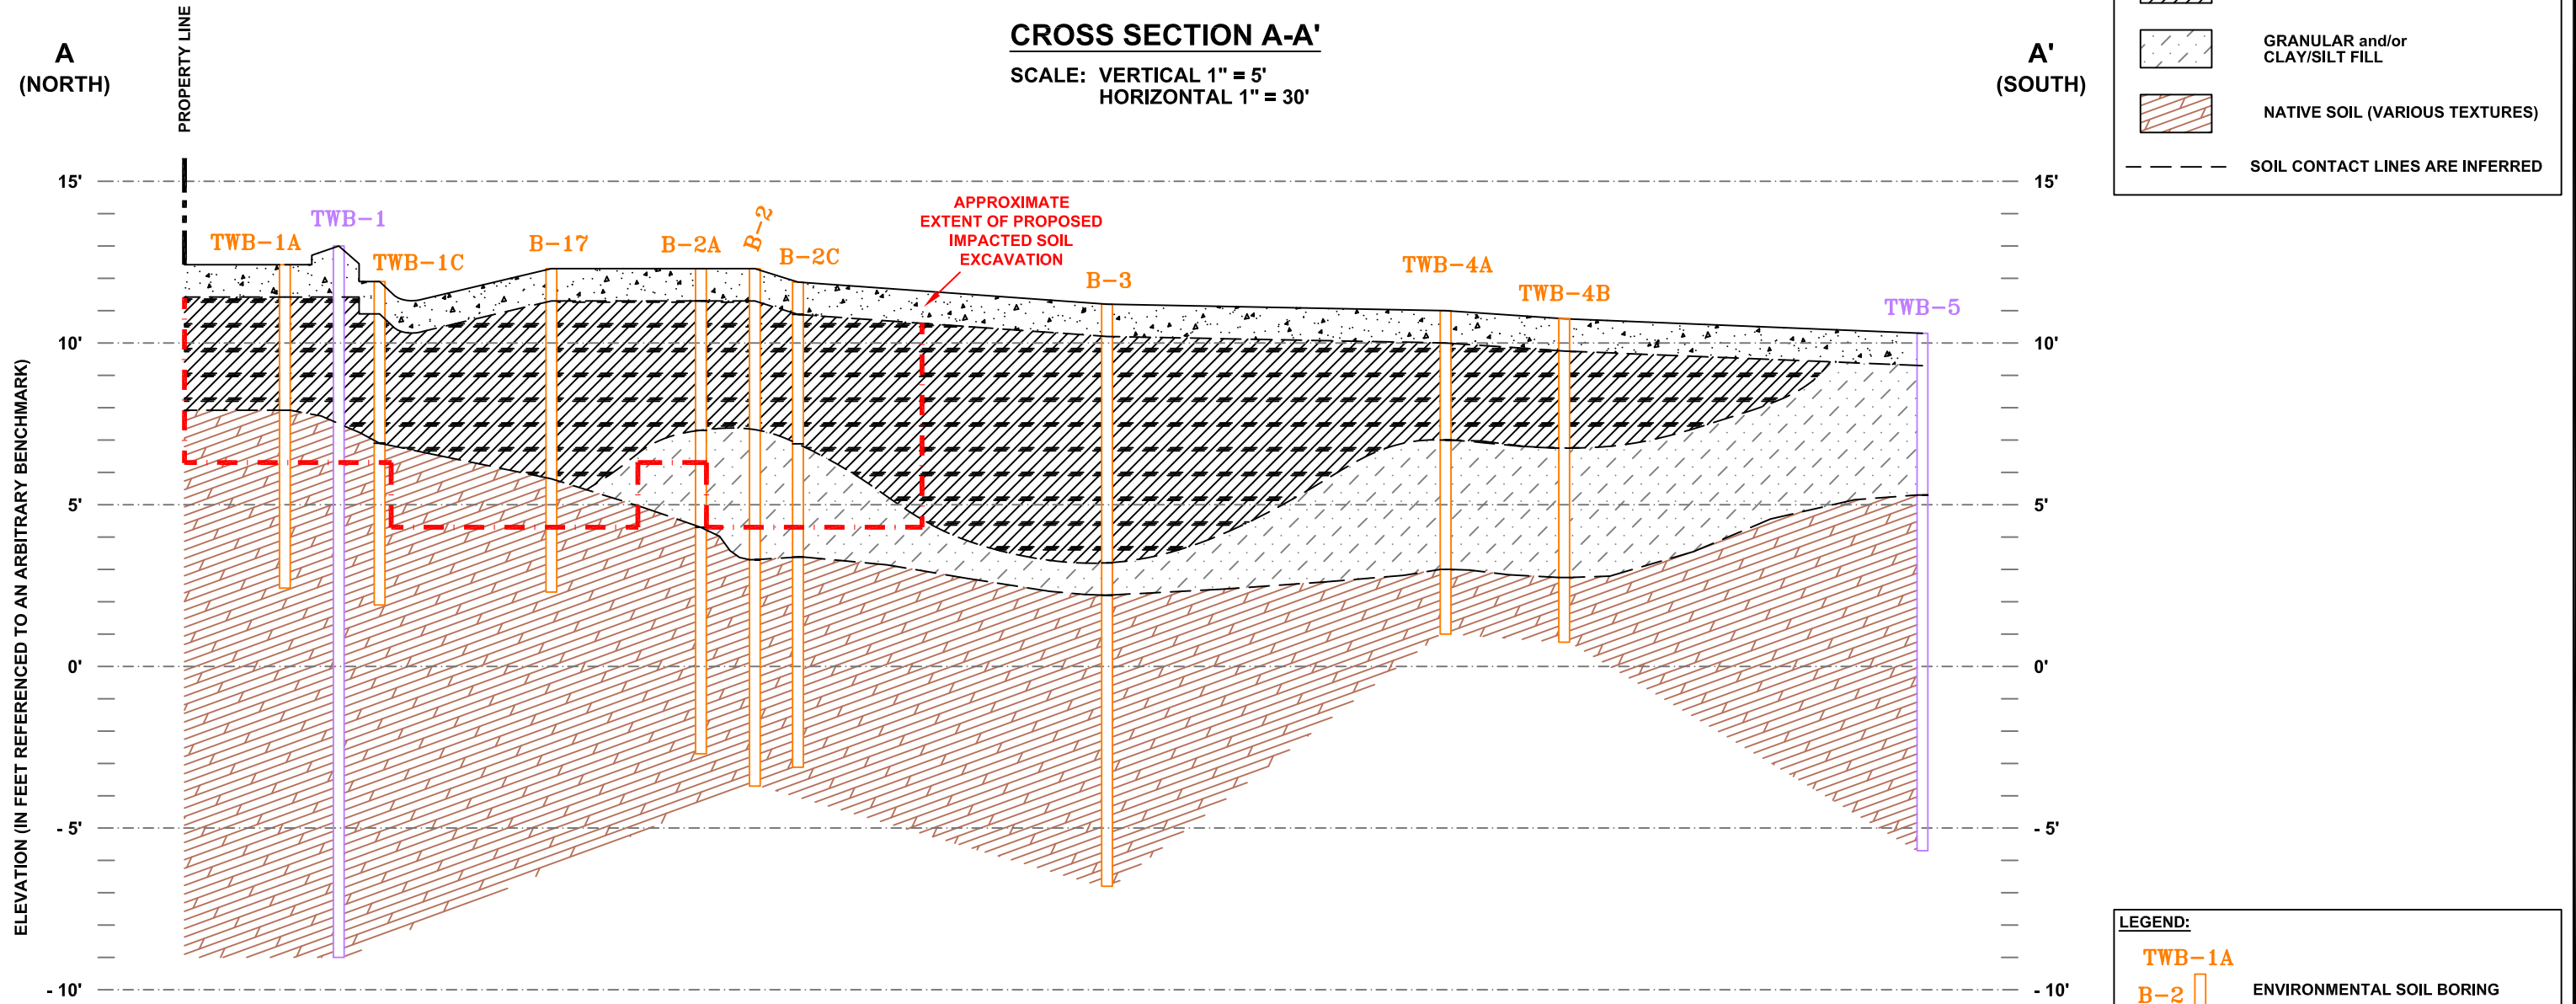 CROSS SECTION A-A'
SCALE: VERTICAL 1" = 5'
HORIZONTAL 1" = 30'
A
(NORTH)
PROPERTY LINE
A'
(SOUTH)
GRANULAR and/or
CLAY/SILT FILL
NATIVE SOIL (VARIOUS TEXTURES)
SOIL CONTACT LINES ARE INFERRED
15'
10'
5'
0'
- 5'
- 10'
ELEVATION (IN FEET REFERENCED TO AN ARBITRARY BENCHMARK)
TWB-1A
TWB-1
TWB-1C
B-17
B-2A
B-2
B-2C
APPROXIMATE
EXTENT OF PROPOSED
IMPACTED SOIL
EXCAVATION
B-3
TWB-4A
TWB-4B
TWB-5
15'
10'
5'
0'
- 5'
- 10'
LEGEND:
TWB-1A
B-2
ENVIRONMENTAL SOIL BORING